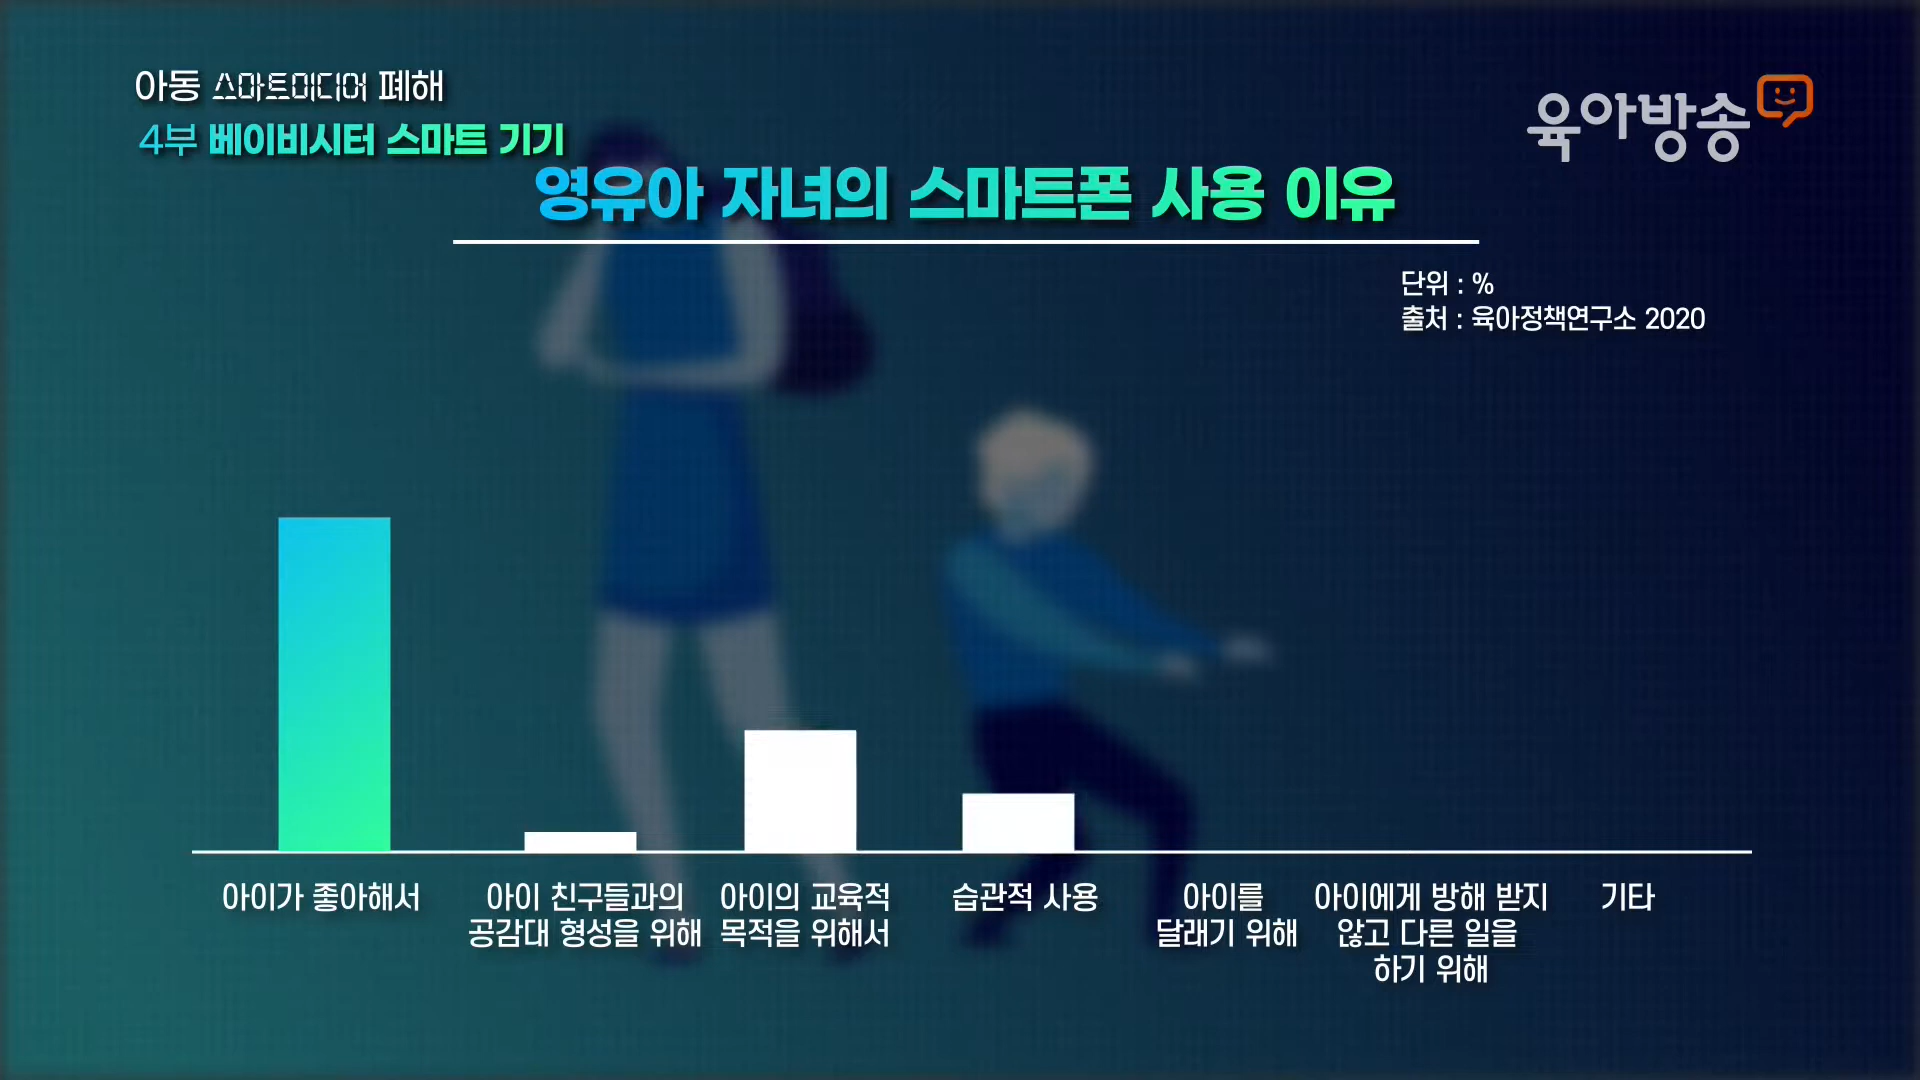 아동 스마트미디어 폐해
4부 베이비시터 스마트 기기
육아방송
영유아 자녀의 스마트폰 사용 이유
단위 : %
출처 : 육아정책연구소 2020
아이가 좋아해서
아이 친구들과의
공감대 형성을 위해
아이의 교육적
목적을 위해서
습관적 사용
아이를
달래기 위해
아이에게 방해 받지
않고 다른 일을
하기 위해
기타